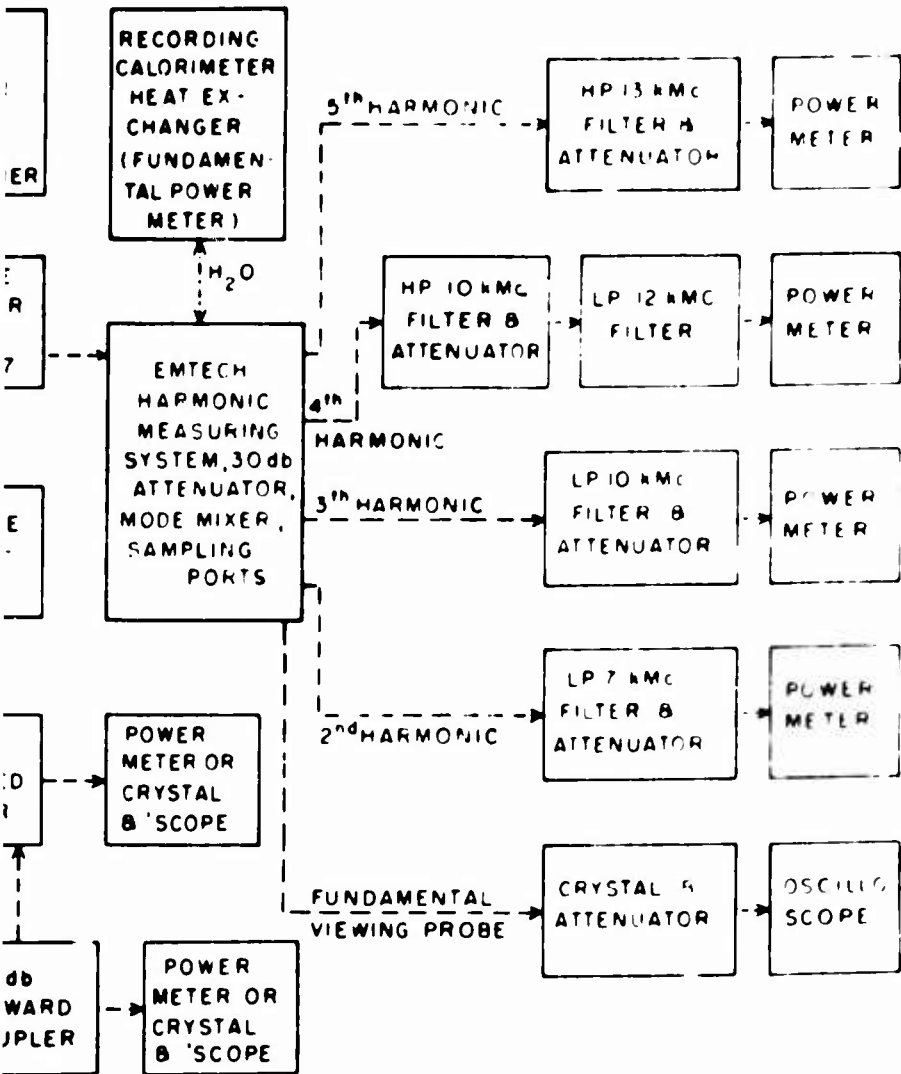 RECORDING
CALORIMETER
HEAT EX-
CHANGER
(FUNDAMEN-
TAL POWER
METER)
H₂O
5th HARMONIC
HP 13 kMc
FILTER &
ATTENUATOR
POWER
METER
HP 10 kMc
FILTER &
ATTENUATOR
LP 12 kMC
FILTER
POWER
METER
ER
E
R
7
EMTECH
HARMONIC
MEASURING
SYSTEM, 30 db
ATTENUATOR,
MODE MIXER,
SAMPLING
PORTS
4th
HARMONIC
3th HARMONIC
LP 10 kMc
FILTER &
ATTENUATOR
POWER
METER
E
2nd HARMONIC
LP 7 kMc
FILTER &
ATTENUATOR
POWER
METER
ED
R
POWER
METER OR
CRYSTAL
& 'SCOPE
FUNDAMENTAL
VIEWING PROBE
CRYSTAL &
ATTENUATOR
OSCILLO
SCOPE
db
WARD
UPLER
POWER
METER OR
CRYSTAL
& 'SCOPE